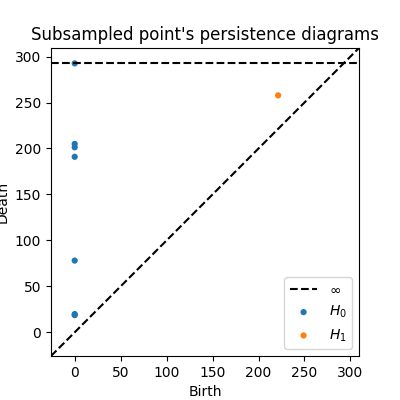 Subsampled point's persistence diagrams
300
250
200
150
100
50
0
Death
∞
H₀
H₁
0 50 100 150 200 250 300
Birth